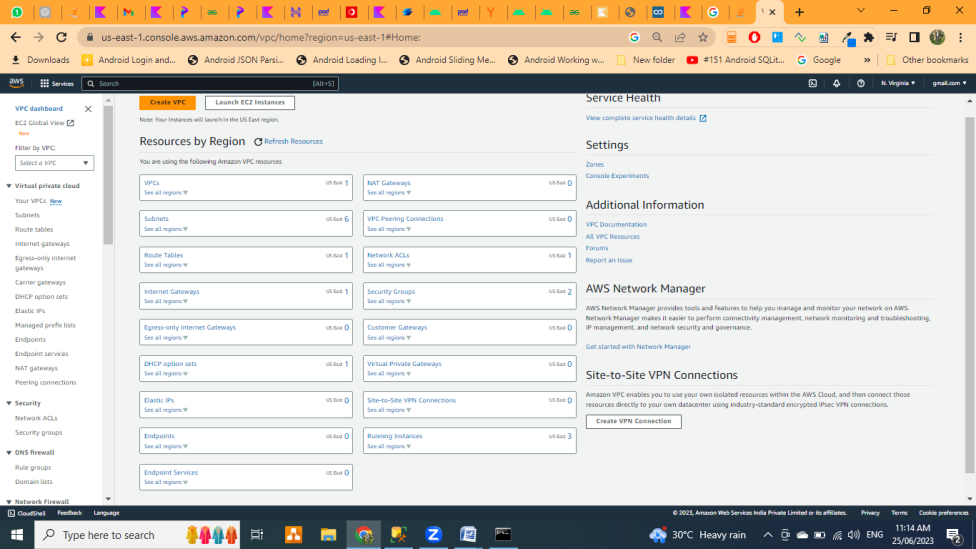 us-east-1.console.aws.amazon.com/vpc/home?region=us-east-1#Home:
Downloads
Android Login and...
Android JSON Parsi...
Android Loading I...
Android Sliding Me...
Android Working w...
New folder
#151 Android SQLit...
Google
»
Other bookmarks
aws
Services
Search
[Alt+S]
N. Virginia ▼
gmail.com ▼
VPC dashboard
EC2 Global View
New
Filter by VPC:
Select a VPC
Virtual private cloud
Your VPCs New
Subnets
Route tables
Internet gateways
Egress-only internet
gateways
Carrier gateways
DHCP option sets
Elastic IPs
Managed prefix lists
Endpoints
Endpoint services
NAT gateways
Peering connections
Security
Network ACLs
Security groups
DNS firewall
Rule groups
Domain lists
Network Firewall
Create VPC
Launch EC2 Instances
Note: Your Instances will launch in the US East region.
Resources by Region
Refresh Resources
You are using the following Amazon VPC resources
VPCs US East 1
See all regions
NAT Gateways US East 0
See all regions
Subnets US East 6
See all regions
VPC Peering Connections US East 0
See all regions
Route Tables US East 1
See all regions
Network ACLs US East 1
See all regions
Internet Gateways US East 1
See all regions
Security Groups US East 2
See all regions
Egress-only Internet Gateways US East 0
See all regions
Customer Gateways US East 0
See all regions
DHCP option sets US East 1
See all regions
Virtual Private Gateways US East 0
See all regions
Elastic IPs US East 0
See all regions
Site-to-Site VPN Connections US East 0
See all regions
Endpoints US East 0
See all regions
Running Instances US East 3
See all regions
Endpoint Services US East 0
See all regions
Service Health
View complete service health details
Settings
Zones
Console Experiments
Additional Information
VPC Documentation
All VPC Resources
Forums
Report an Issue
AWS Network Manager
AWS Network Manager provides tools and features to help you manage and monitor your network on AWS.
Network Manager makes it easier to perform connectivity management, network monitoring and troubleshooting,
IP management, and network security and governance.
Get started with Network Manager
Site-to-Site VPN Connections
Amazon VPC enables you to use your own isolated resources within the AWS Cloud, and then connect those
resources directly to your own datacenter using industry-standard encrypted IPsec VPN connections.
Create VPN Connection
CloudShell
Feedback
Language
© 2023, Amazon Web Services India Private Limited or its affiliates.
Privacy
Terms
Cookie preferences
Type here to search
30°C Heavy rain
ENG
11:14 AM
25/06/2023
2